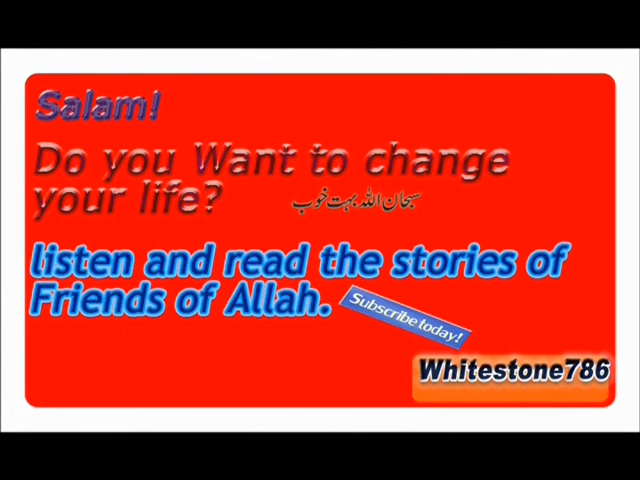 Salam!
Do you Want to change
your life?
سبحان اللہ بہت خوب
listen and read the stories of
Friends of Allah.
Subscribe today!
Whitestone786